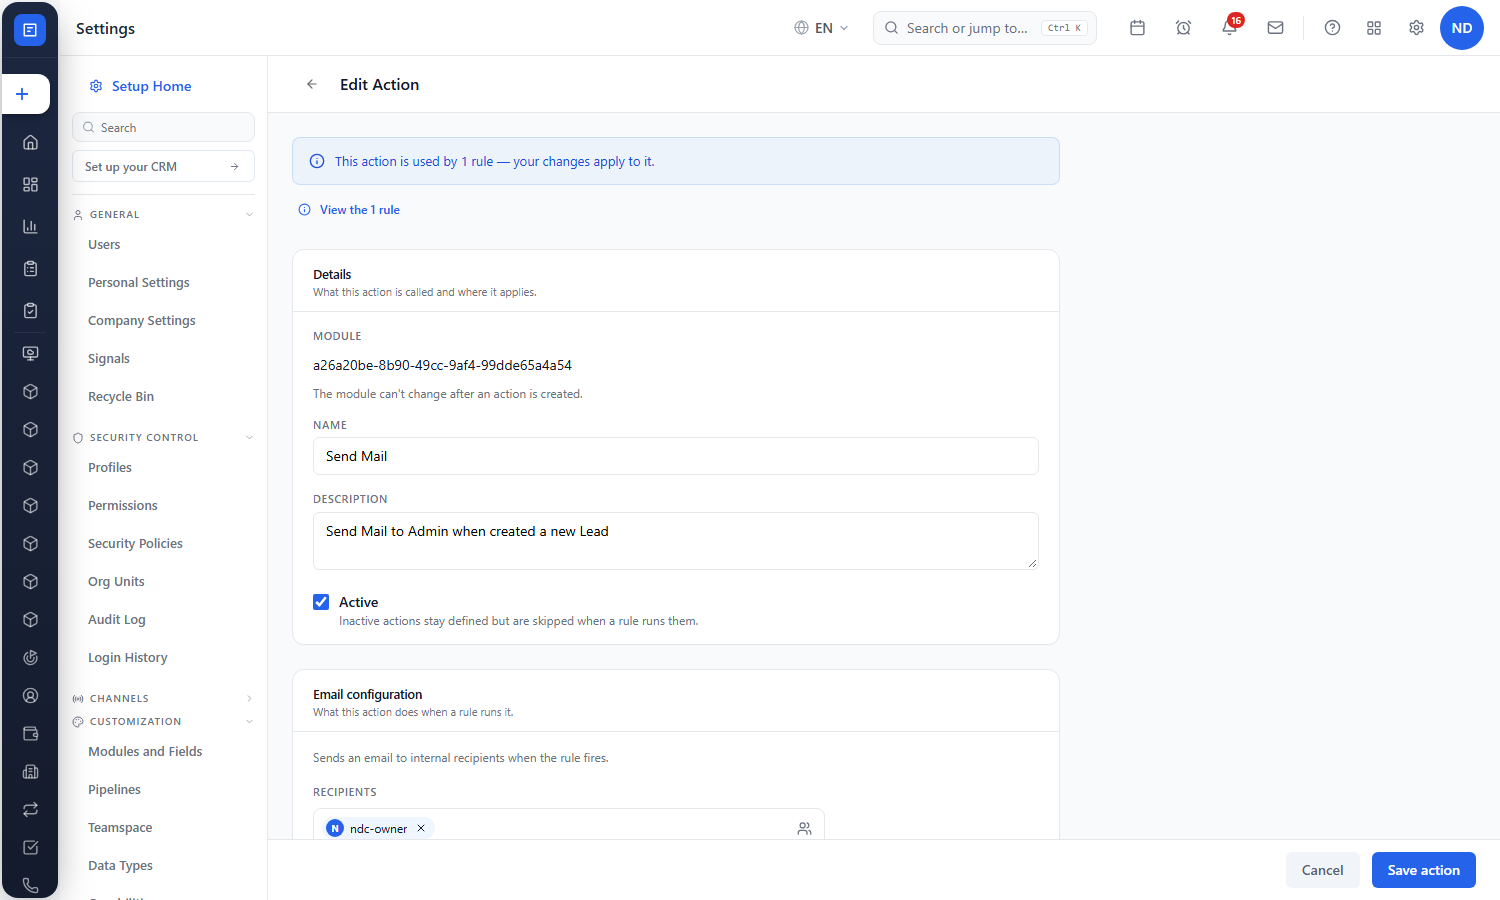 Settings
EN
Search or jump to...
Ctrl K
16
ND
Setup Home
Search
Set up your CRM
GENERAL
Users
Personal Settings
Company Settings
Signals
Recycle Bin
SECURITY CONTROL
Profiles
Permissions
Security Policies
Org Units
Audit Log
Login History
CHANNELS
CUSTOMIZATION
Modules and Fields
Pipelines
Teamspace
Data Types
Edit Action
This action is used by 1 rule — your changes apply to it.
View the 1 rule
Details
What this action is called and where it applies.
MODULE
a26a20be-8b90-49cc-9af4-99dde65a4a54
The module can't change after an action is created.
NAME
Send Mail
DESCRIPTION
Send Mail to Admin when created a new Lead
Active
Inactive actions stay defined but are skipped when a rule runs them.
Email configuration
What this action does when a rule runs it.
Sends an email to internal recipients when the rule fires.
RECIPIENTS
N ndc-owner
Cancel
Save action